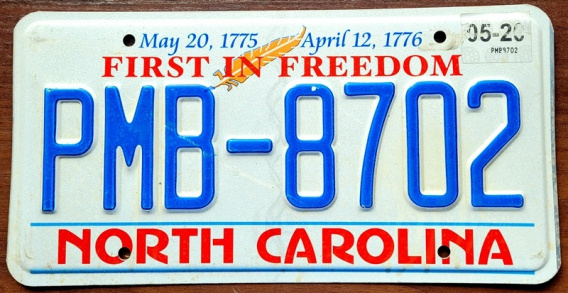 May 20, 1775 April 12, 1776
05-20
PMB8702
FIRST IN FREEDOM
PMB-8702
NORTH CAROLINA